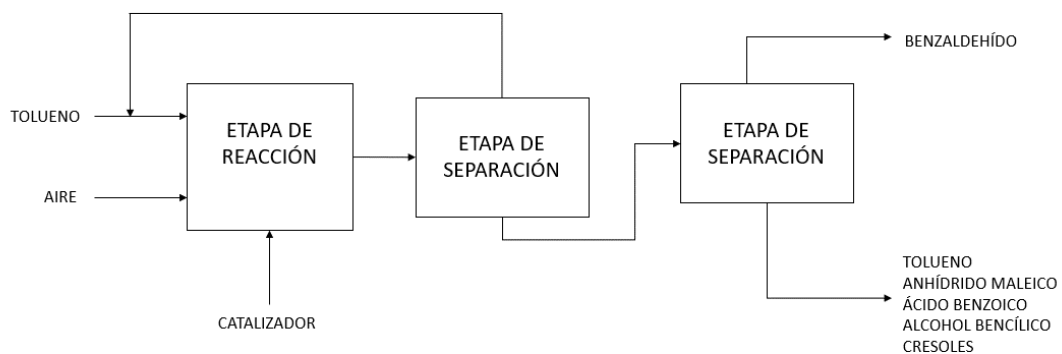 BENZALDEHÍDO
TOLUENO
ETAPA DE
REACCIÓN
ETAPA DE
SEPARACIÓN
ETAPA DE
SEPARACIÓN
AIRE
CATALIZADOR
TOLUENO
ANHÍDRIDO MALEICO
ÁCIDO BENZOICO
ALCOHOL BENCÍLICO
CRESOLES